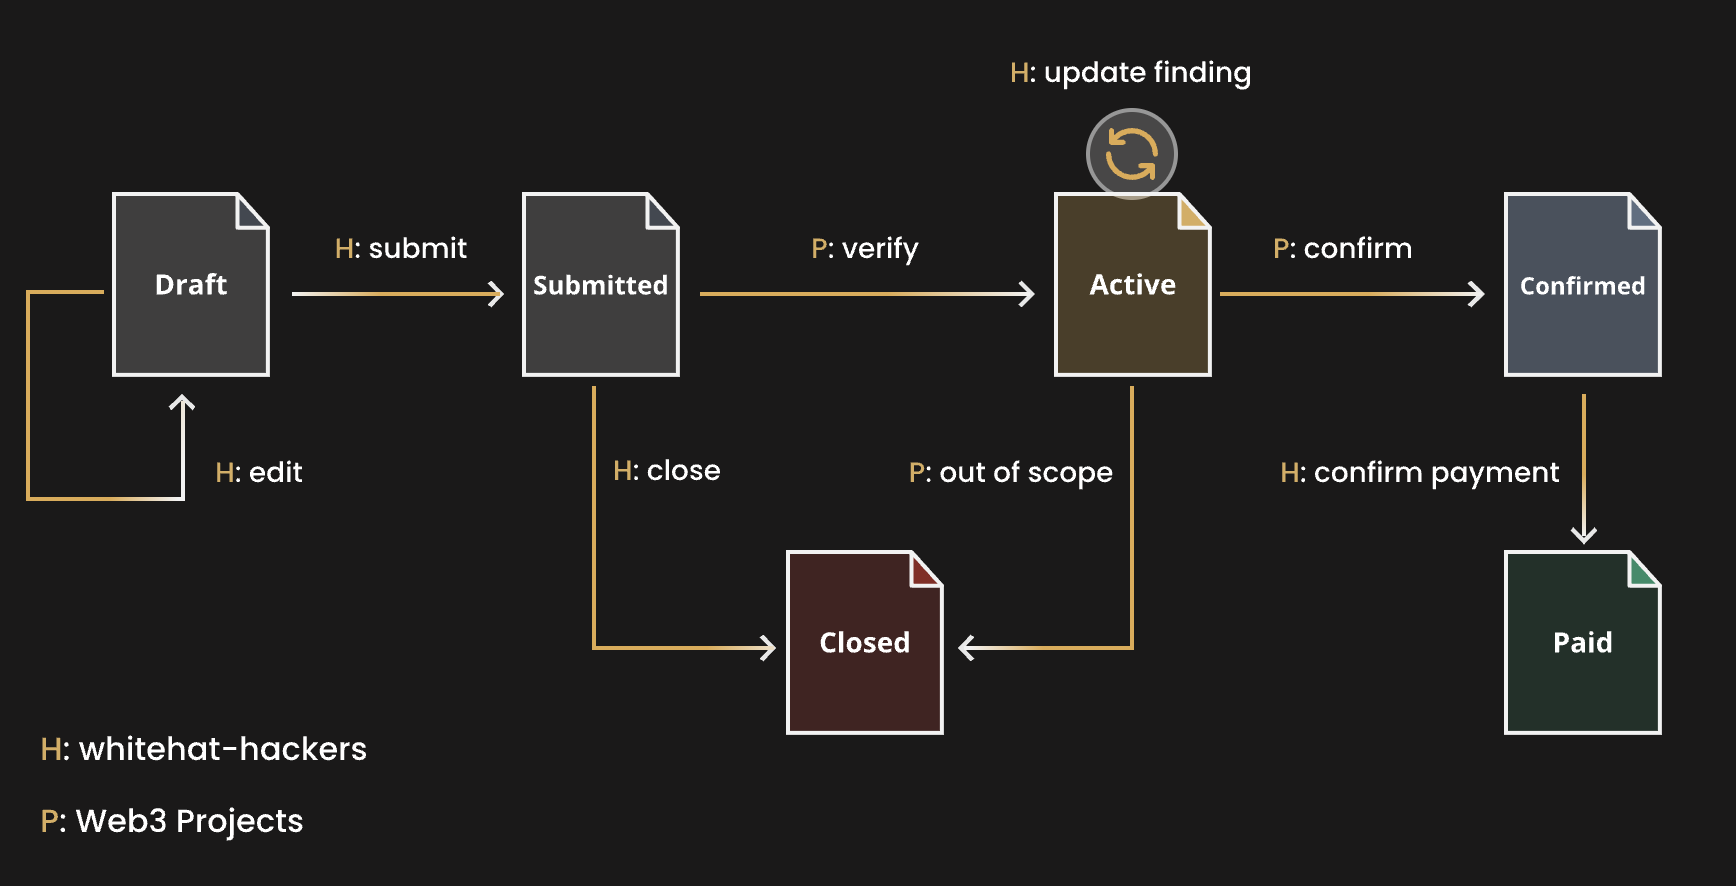 H: update finding
H: submit
P: verify
P: confirm
Draft
Submitted
Active
Confirmed
H: edit
H: close
P: out of scope
H: confirm payment
Closed
Paid
H: whitehat-hackers
P: Web3 Projects